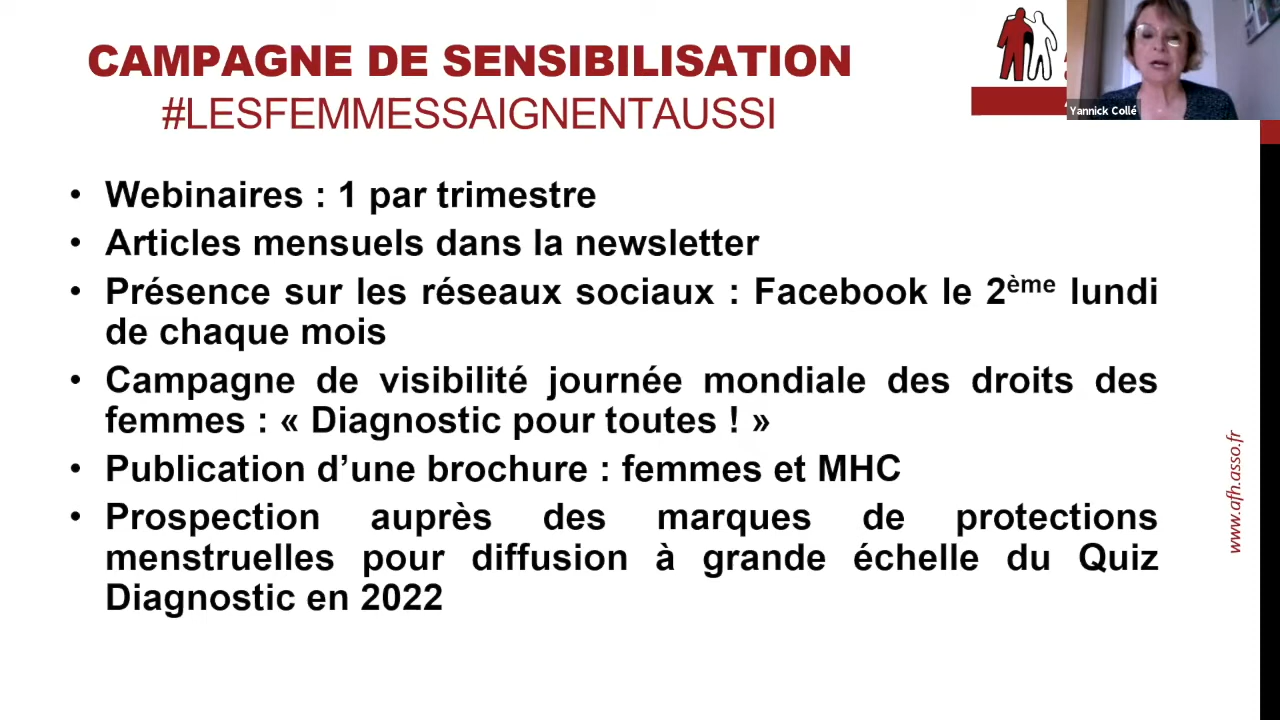 CAMPAGNE DE SENSIBILISATION
#LESFEMMESSAIGNENTAUSSI
Yannick Collé
• Webinaires : 1 par trimestre
• Articles mensuels dans la newsletter
• Présence sur les réseaux sociaux : Facebook le 2ème lundi
de chaque mois
• Campagne de visibilité journée mondiale des droits des
femmes : « Diagnostic pour toutes ! »
• Publication d’une brochure : femmes et MHC
• Prospection auprès des marques de protections
menstruelles pour diffusion à grande échelle du Quiz
Diagnostic en 2022
www.afh.asso.fr